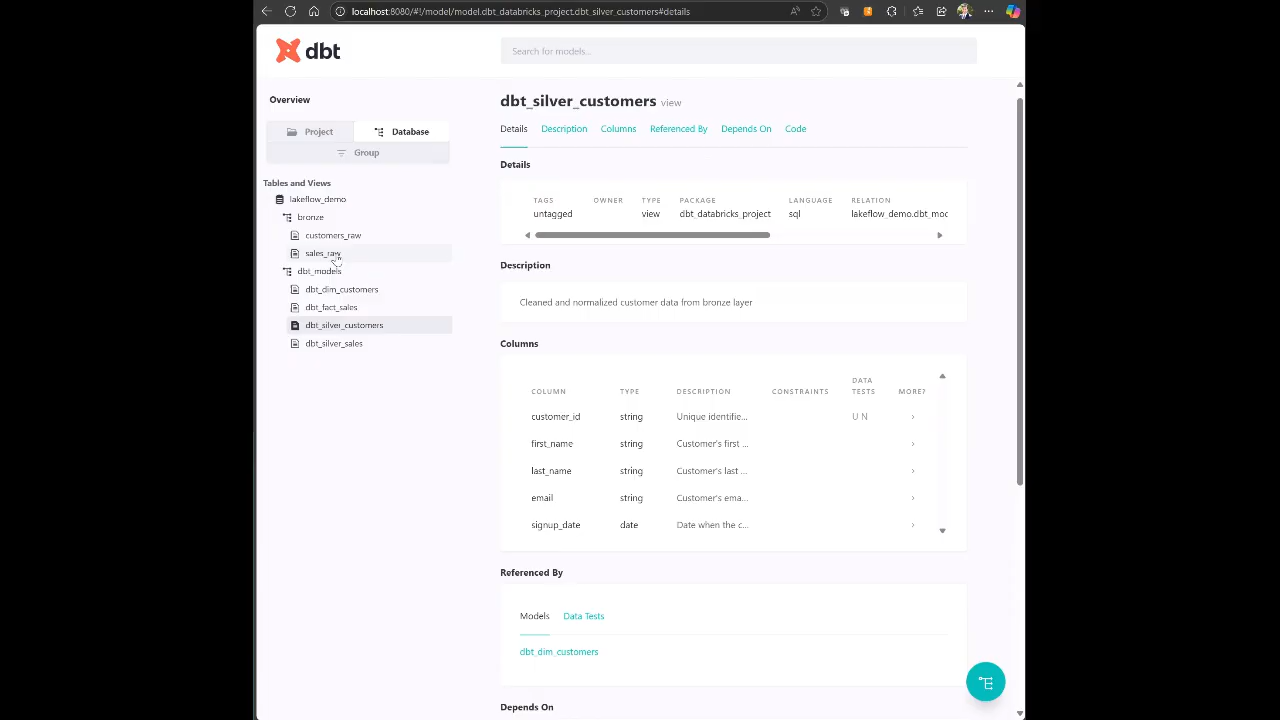 localhost:8080/#!/model/model.dbt_databricks_project.dbt_silver_customers#details
dbt
Search for models...
Overview
Project
Database
Group
Tables and Views
lakeflow_demo
bronze
customers_raw
sales_raw
dbt_models
dbt_dim_customers
dbt_fact_sales
dbt_silver_customers
dbt_silver_sales
dbt_silver_customers view
Details Description Columns Referenced By Depends On Code
Details
TAGS OWNER TYPE PACKAGE LANGUAGE RELATION
untagged view dbt_databricks_project sql lakeflow_demo.dbt_moc
Description
Cleaned and normalized customer data from bronze layer
Columns
COLUMN TYPE DESCRIPTION CONSTRAINTS DATA TESTS MORE?
customer_id string Unique identifie... U N
first_name string Customer's first ...
last_name string Customer's last ...
email string Customer's ema...
signup_date date Date when the c...
Referenced By
Models Data Tests
dbt_dim_customers
Depends On